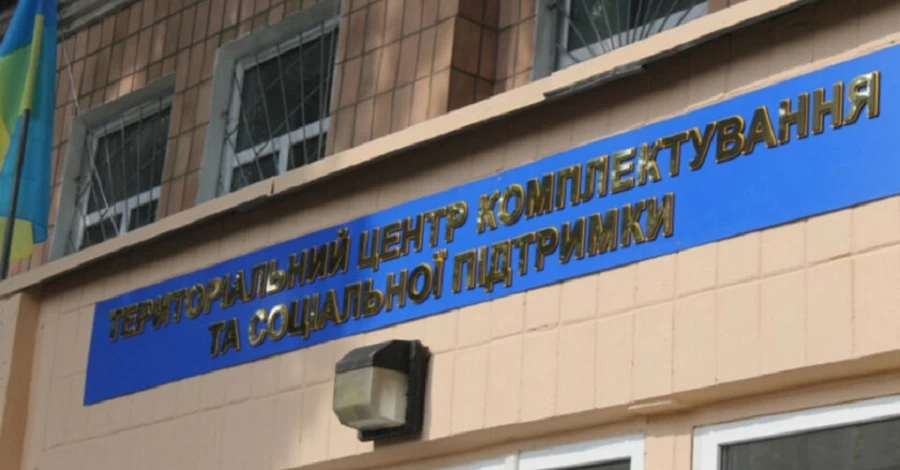 ТЕРИТОРІАЛЬНИЙ ЦЕНТР КОМПЛЕКТУВАННЯ
ТА СОЦІАЛЬНОЇ ПІДТРИМКИ